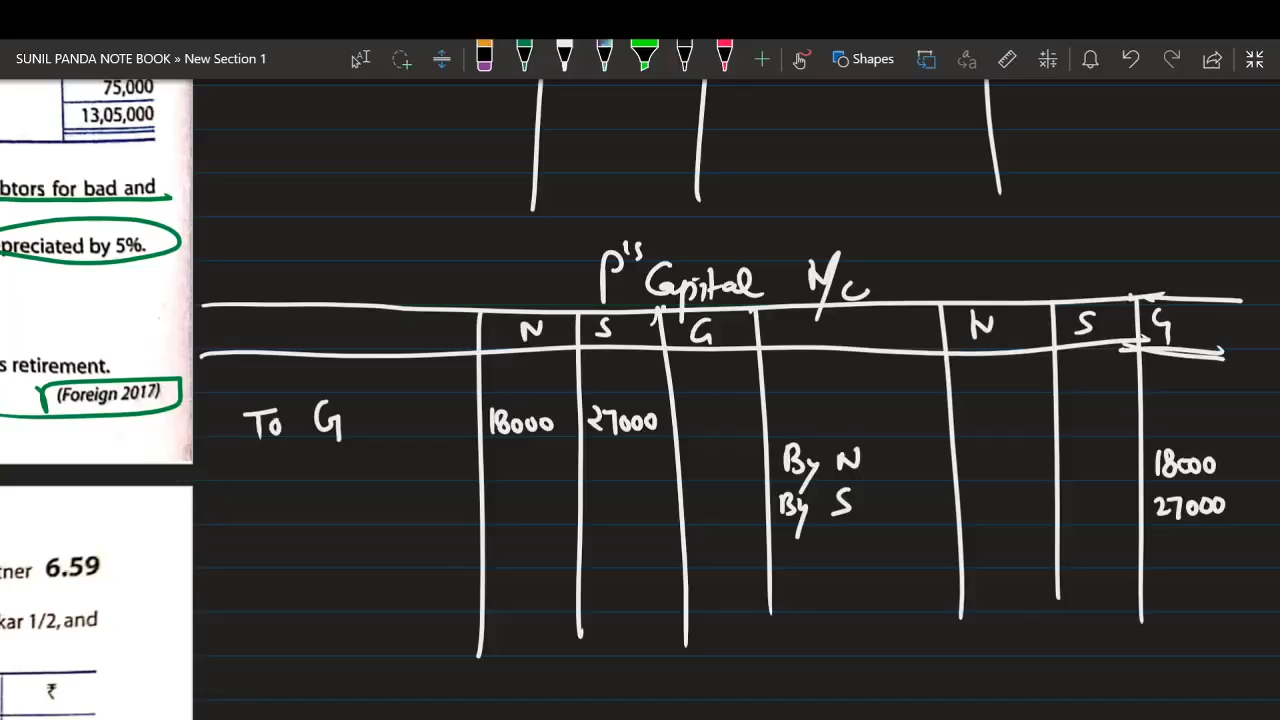 SUNIL PANDA NOTE BOOK » New Section 1
Shapes
75,000
13,05,000
btors for bad and
preciated by 5%.
s retirement.
(Foreign 2017)
tner 6.59
kar 1/2, and
₹
P's Capital A/C
N S G N S G
To G 18000 27000
By N 18000
By S 27000